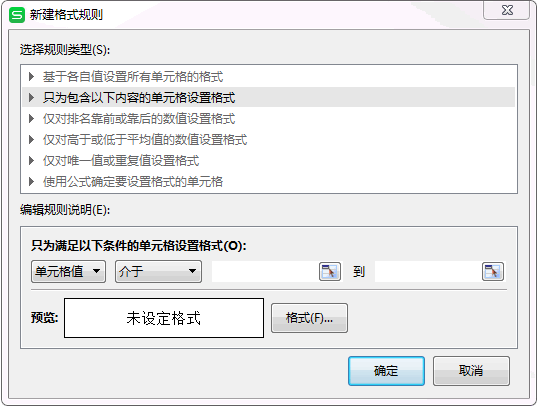 新建格式规则
选择规则类型(S):
基于各自值设置所有单元格的格式
只为包含以下内容的单元格设置格式
仅对排名靠前或靠后的数值设置格式
仅对高于或低于平均值的数值设置格式
仅对唯一值或重复值设置格式
使用公式确定要设置格式的单元格
编辑规则说明(E):
只为满足以下条件的单元格设置格式(O):
单元格值 介于 到
预览: 未设定格式 格式(F)...
确定 取消